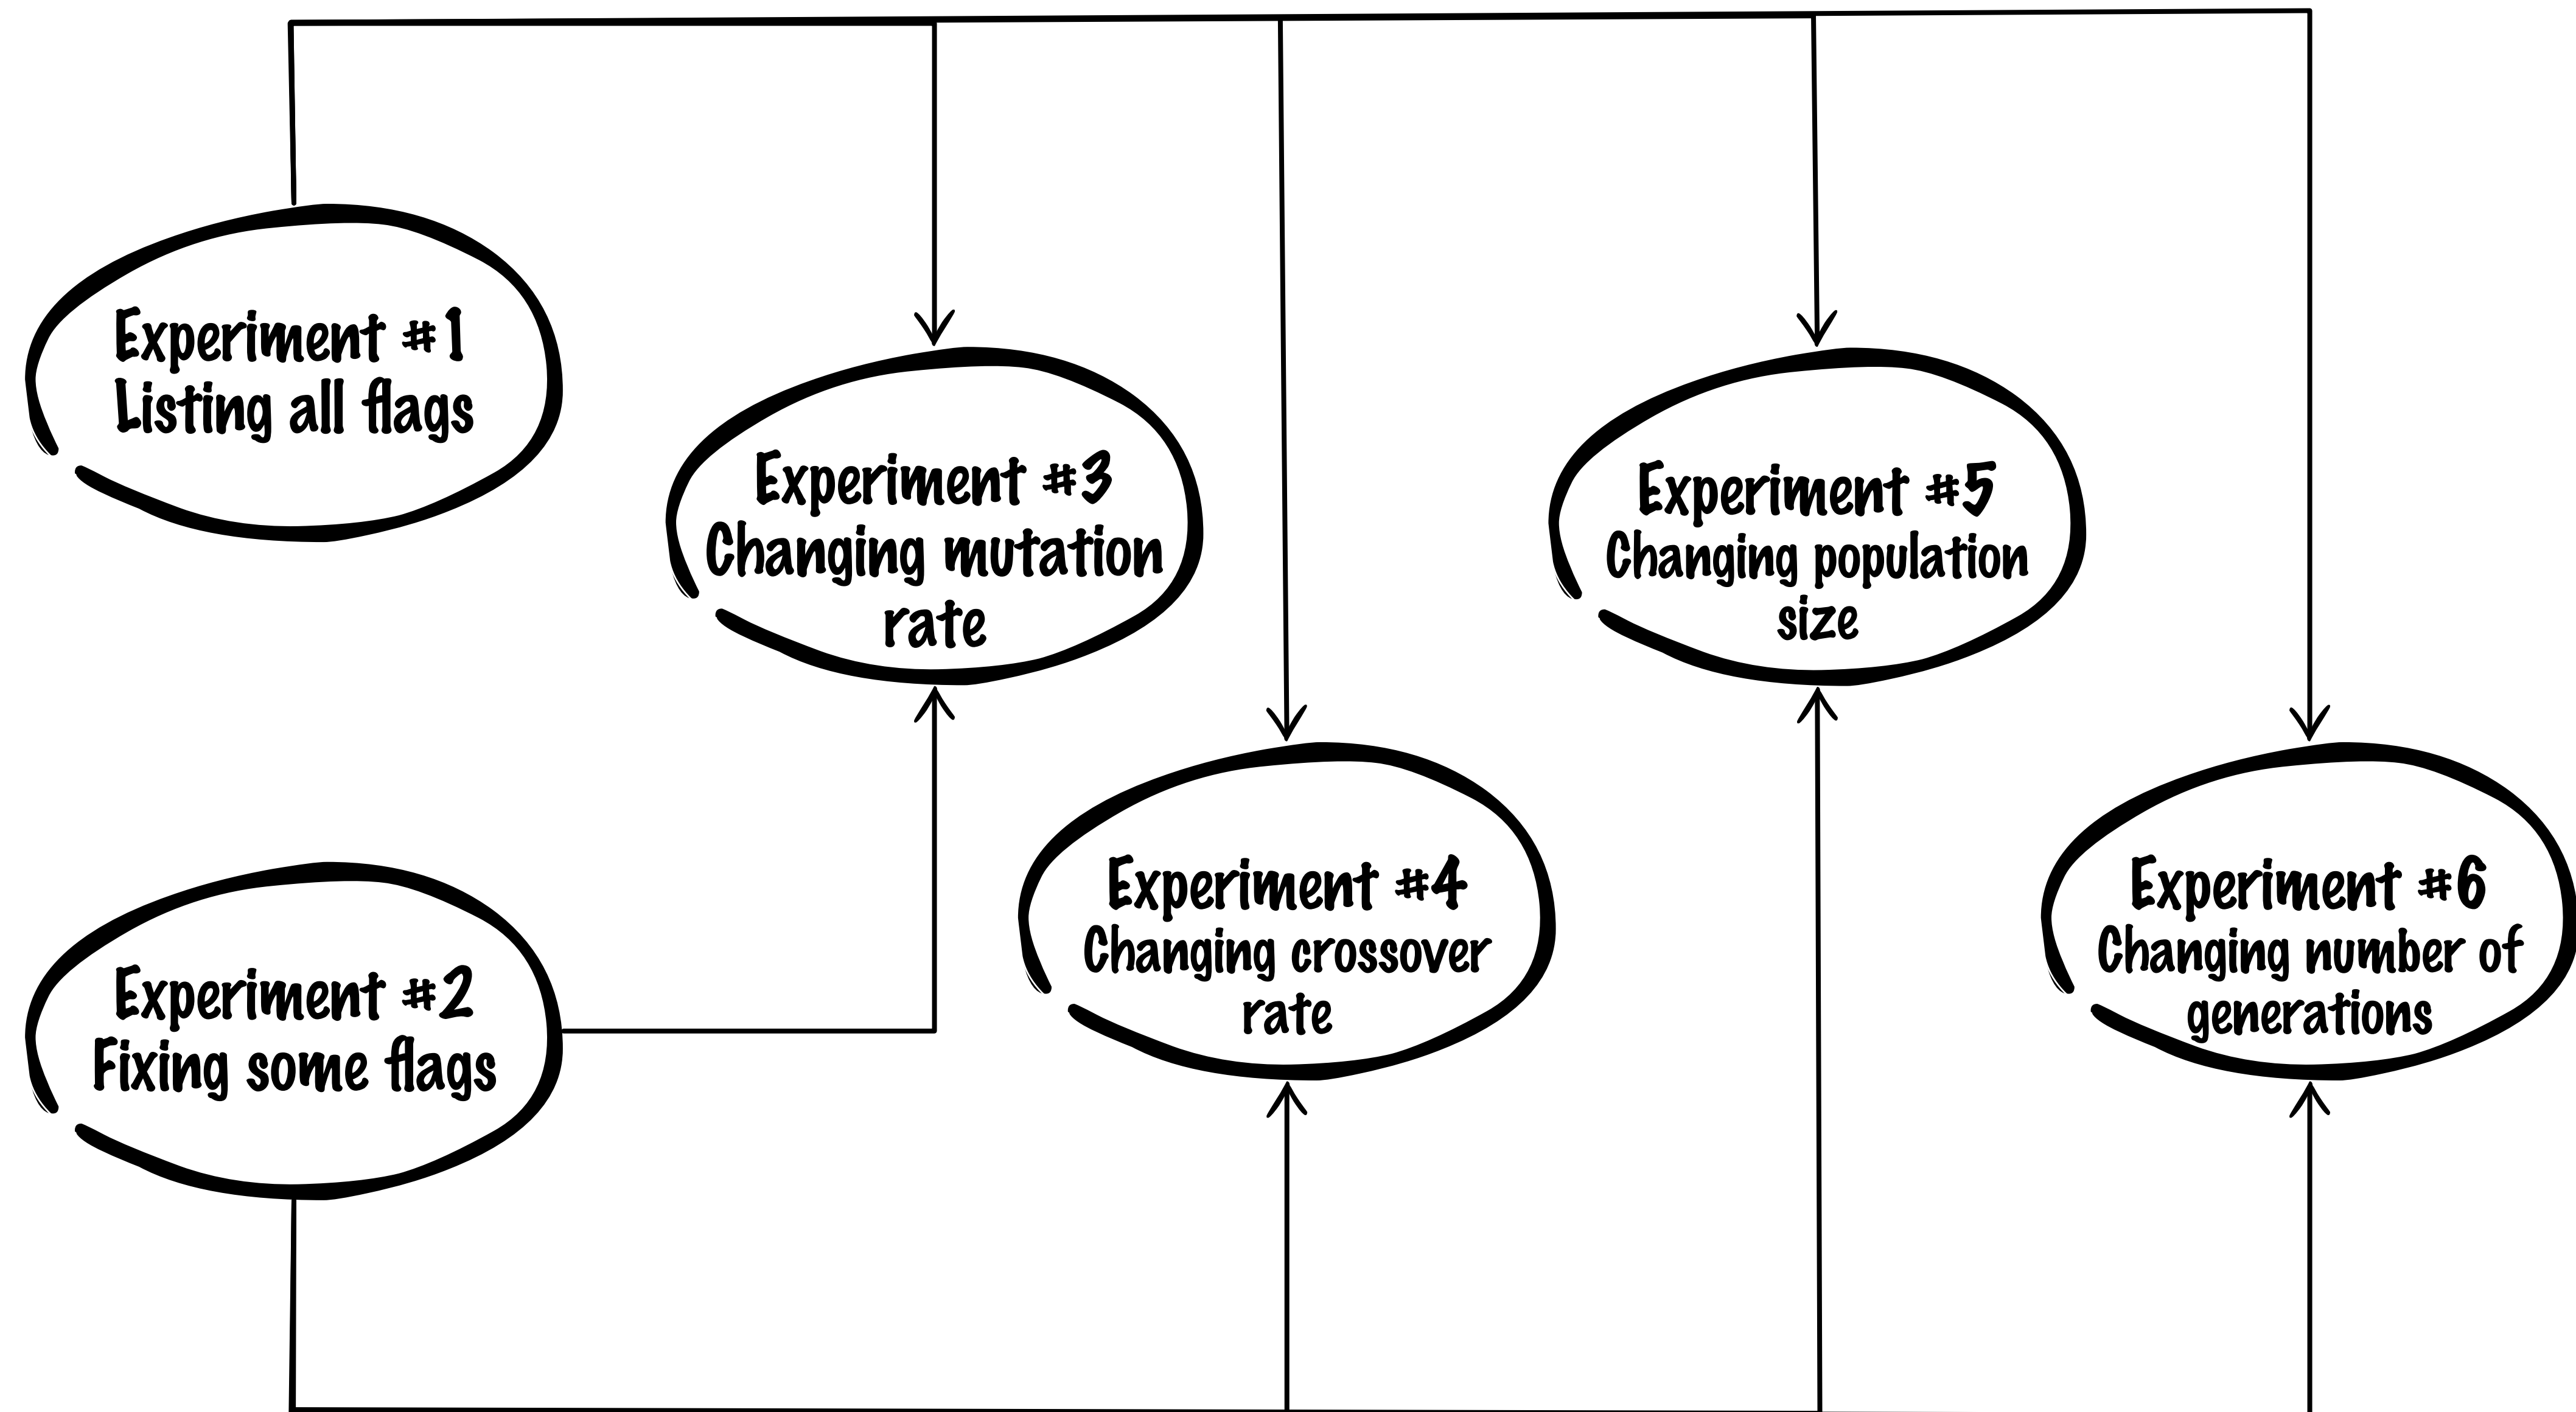 Experiment #1
Listing all flags
Experiment #3
Changing mutation
rate
Experiment #5
Changing population
size
Experiment #2
Fixing some flags
Experiment #4
Changing crossover
rate
Experiment #6
Changing number of
generations